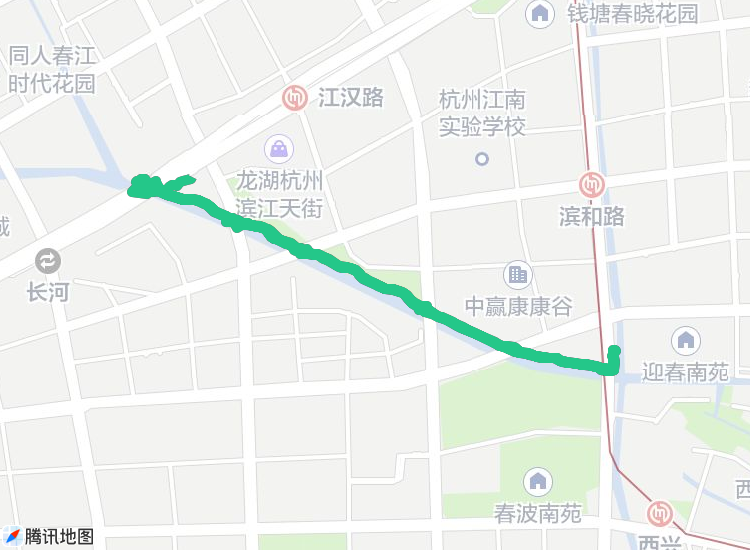 钱塘春晓花园
同人春江
时代花园
江汉路
杭州江南
实验学校
龙湖杭州
滨江天街
滨和路
城
长河
中赢康康谷
迎春南苑
春波南苑
西
西兴
腾讯地图